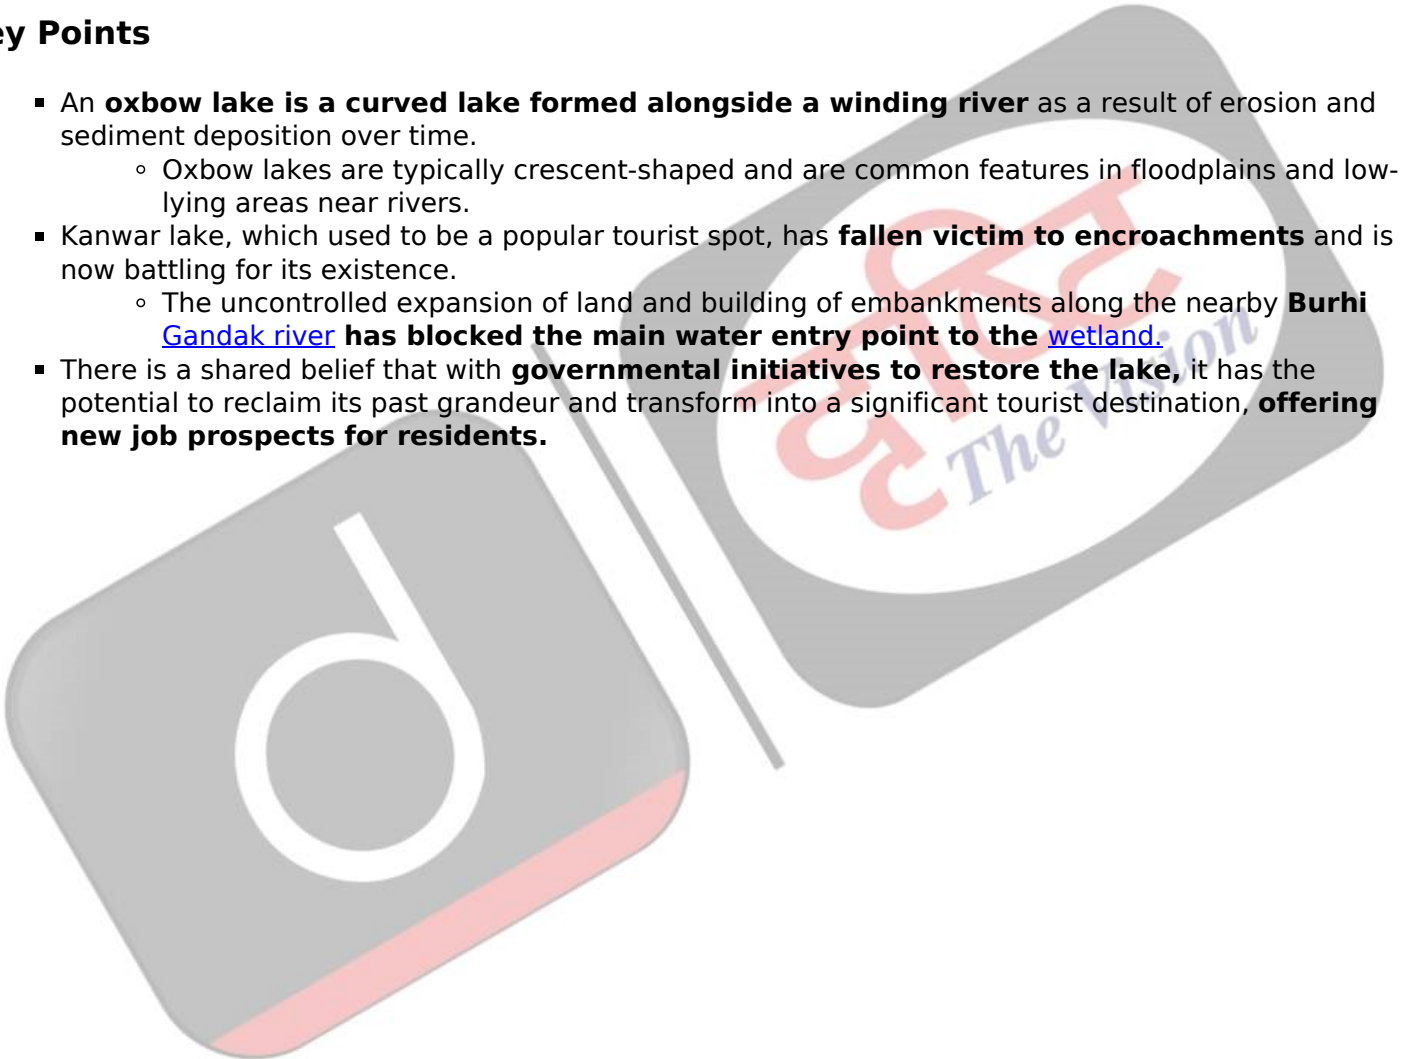 ey Points
▪ An oxbow lake is a curved lake formed alongside a winding river as a result of erosion and
sediment deposition over time.
◦ Oxbow lakes are typically crescent-shaped and are common features in floodplains and low-
lying areas near rivers.
▪ Kanwar lake, which used to be a popular tourist spot, has fallen victim to encroachments and is
now battling for its existence.
◦ The uncontrolled expansion of land and building of embankments along the nearby Burhi
Gandak river has blocked the main water entry point to the wetland.
▪ There is a shared belief that with governmental initiatives to restore the lake, it has the
potential to reclaim its past grandeur and transform into a significant tourist destination, offering
new job prospects for residents.
दृष्टि
The Vision
d